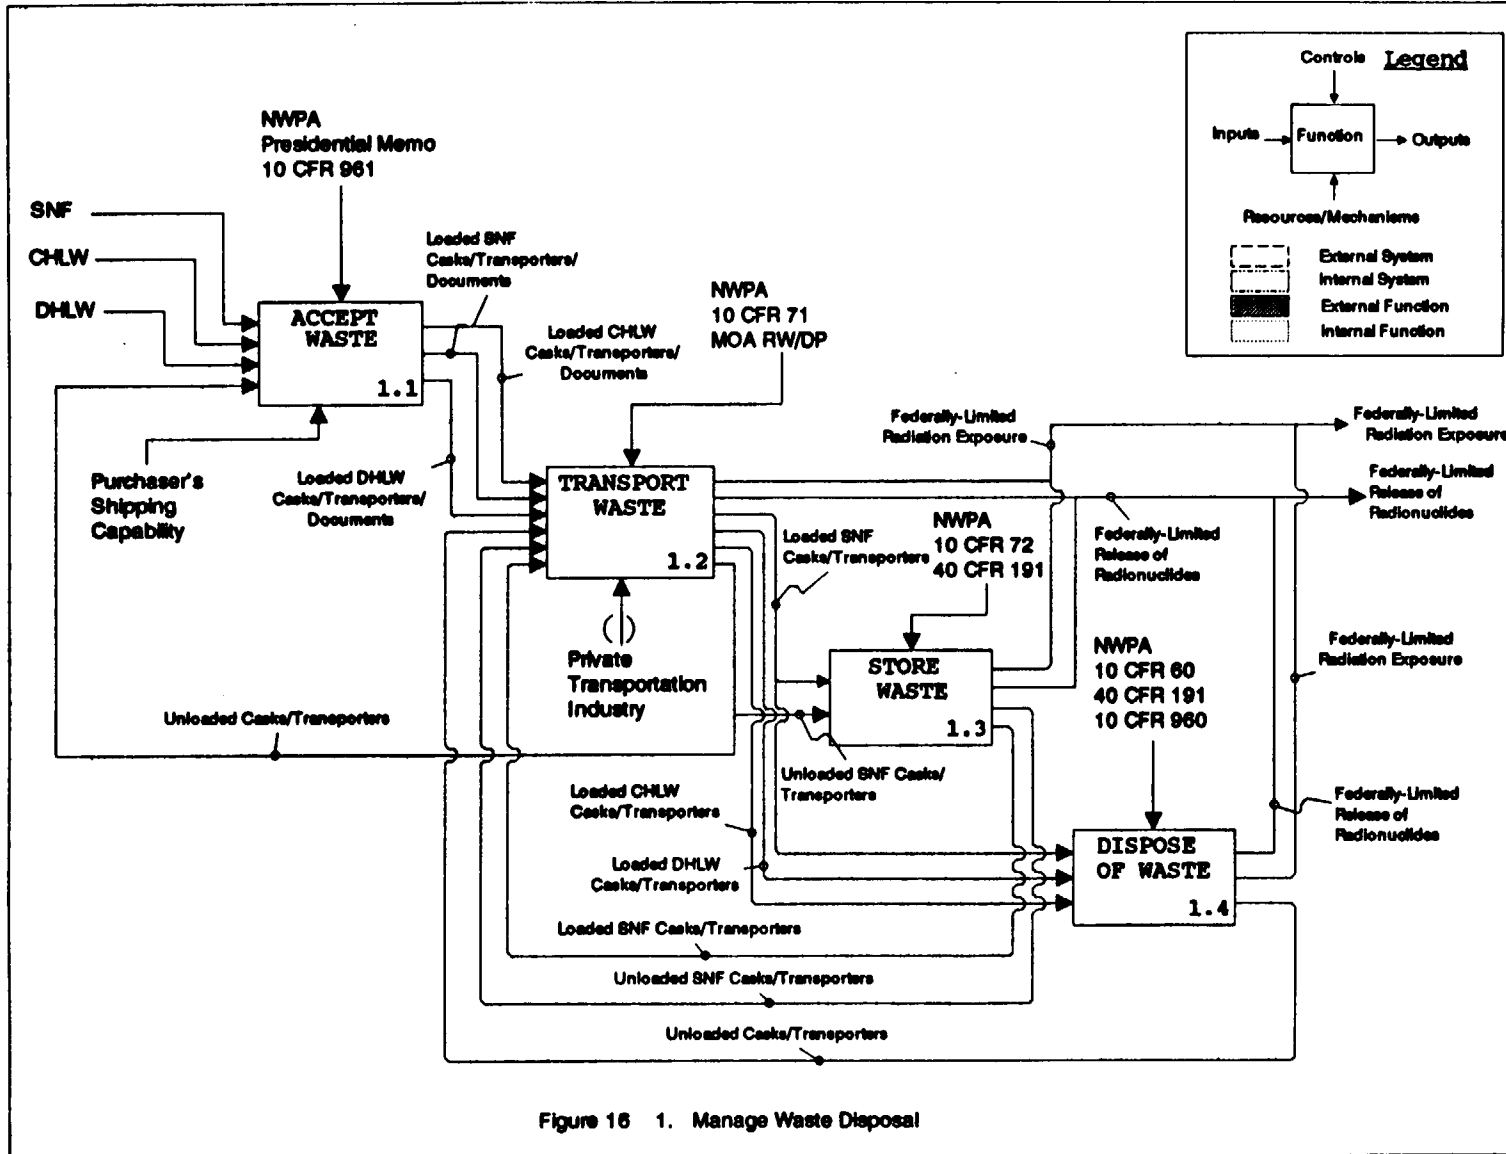 Controls Legend
Inputs
Function
Outputs
Resources/Mechanisms
External System
Internal System
External Function
Internal Function
NWPA
Presidential Memo
10 CFR 961
SNF
CHLW
DHLW
ACCEPT
WASTE
1.1
Loaded SNF
Casks/Transporters/
Documents
Loaded CHLW
Casks/Transporters/
Documents
NWPA
10 CFR 71
MOA RW/DP
Purchaser's
Shipping
Capability
Loaded DHLW
Casks/Transporters/
Documents
TRANSPORT
WASTE
1.2
Federally-Limited
Radiation Exposure
Federally-Limited
Radiation Exposure
Federally-Limited
Release of
Radionuclides
Federally-Limited
Release of
Radionuclides
Loaded SNF
Casks/Transporters
NWPA
10 CFR 72
40 CFR 191
Private
Transportation
Industry
STORE
WASTE
1.3
NWPA
10 CFR 60
40 CFR 191
10 CFR 960
Federally-Limited
Radiation Exposure
Unloaded Casks/Transporters
Unloaded SNF Casks/
Transporters
Loaded CHLW
Casks/Transporters
Loaded DHLW
Casks/Transporters
DISPOSE
OF WASTE
1.4
Federally-Limited
Release of
Radionuclides
Loaded SNF Casks/Transporters
Unloaded SNF Casks/Transporters
Unloaded Casks/Transporters
Figure 16 1. Manage Waste Disposal